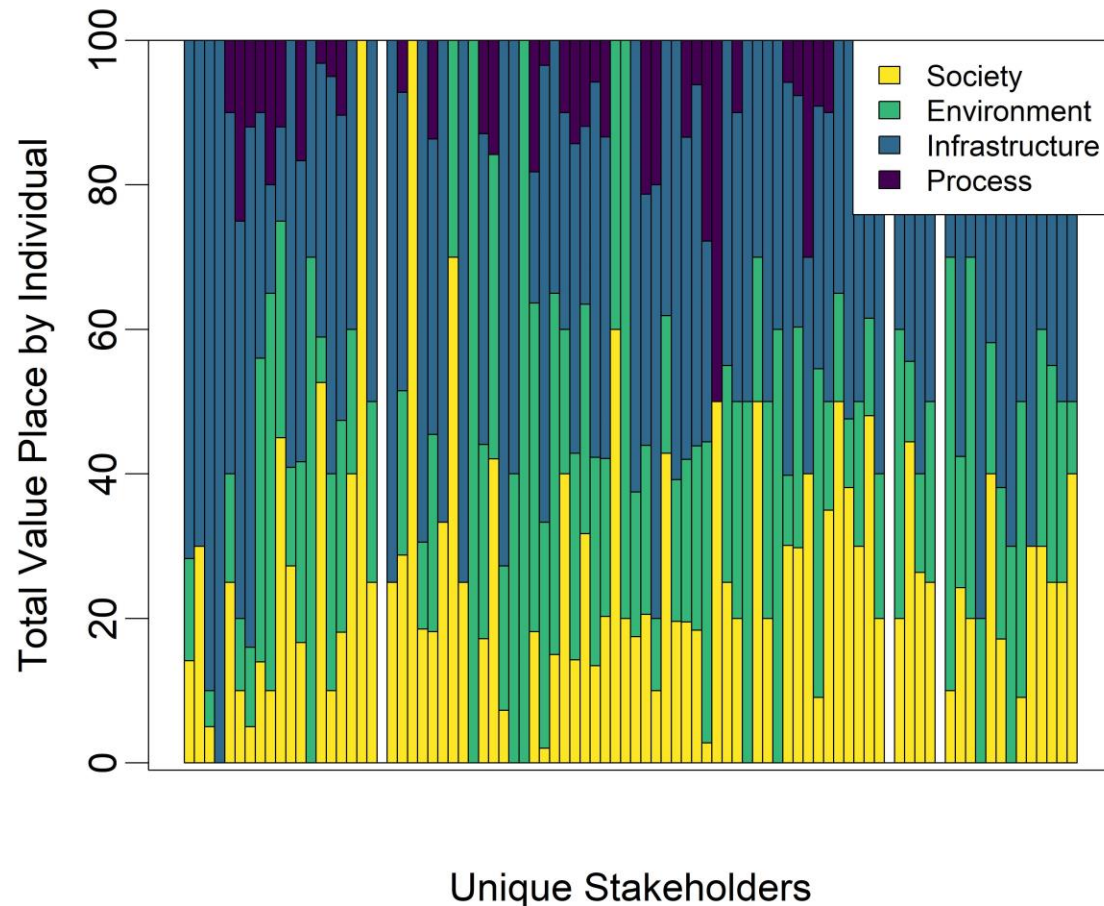 Total Value Place by Individual
100
80
60
40
20
0
Society
Environment
Infrastructure
Process
Unique Stakeholders